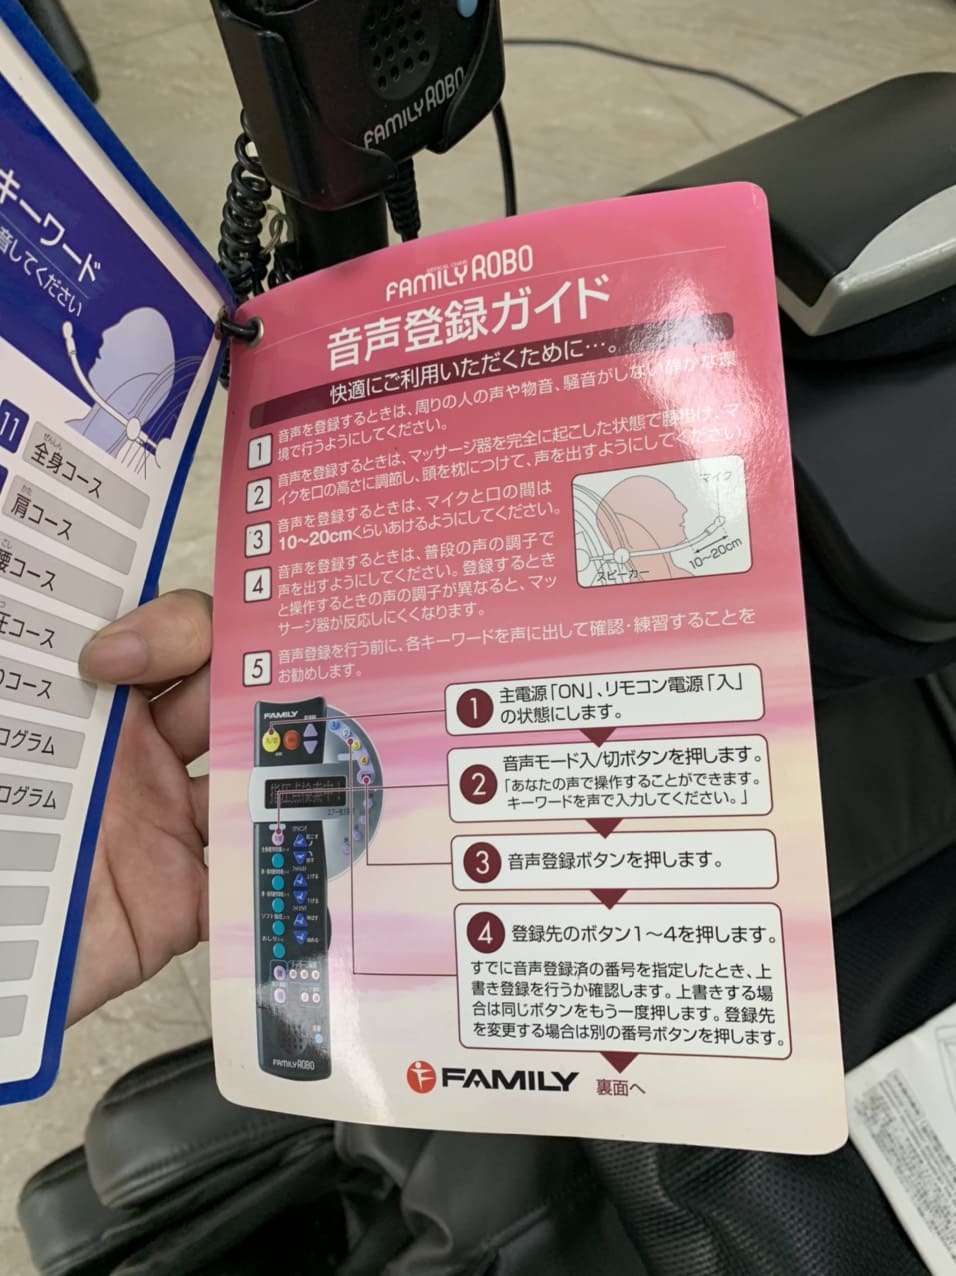 FAMILY ROBO
キーワード
音してください
11
ぜんしん
全身コース
かた
肩コース
腰コース
圧コース
りコース
ログラム
ログラム
MEDICAL CHAIR
FAMILY ROBO
音声登録ガイド
快適にご利用いただくために…。
1 音声を登録するときは、周りの人の声や物音、騒音がしない静かな環
境で行うようにしてください。
2 音声を登録するときは、マッサージ器を完全に起こした状態で腰掛け、マ
イクを口の高さに調節し、頭を枕につけて、声を出すようにしてください。
3 音声を登録するときは、マイクと口の間は
10~20cmくらいあけるようにしてください。
マイク
スピーカー
10~20cm
4 音声を登録するときは、普段の声の調子で
声を出すようにしてください。登録するとき
と操作するときの声の調子が異なると、マッ
サージ器が反応しにくくなります。
5 音声登録を行う前に、各キーワードを声に出して確認・練習することを
お勧めします。
FAMILY
指圧点検索中
FAMILY ROBO
1 主電源「ON」、リモコン電源「入」
の状態にします。
2 音声モード入/切ボタンを押します。
「あなたの声で操作することができます。
キーワードを声で入力してください。」
3 音声登録ボタンを押します。
4 登録先のボタン1～4を押します。
すでに音声登録済の番号を指定したとき、上
書き登録を行うか確認します。上書きする場
合は同じボタンをもう一度押します。登録先
を変更する場合は別の番号ボタンを押します。
FAMILY 裏面へ